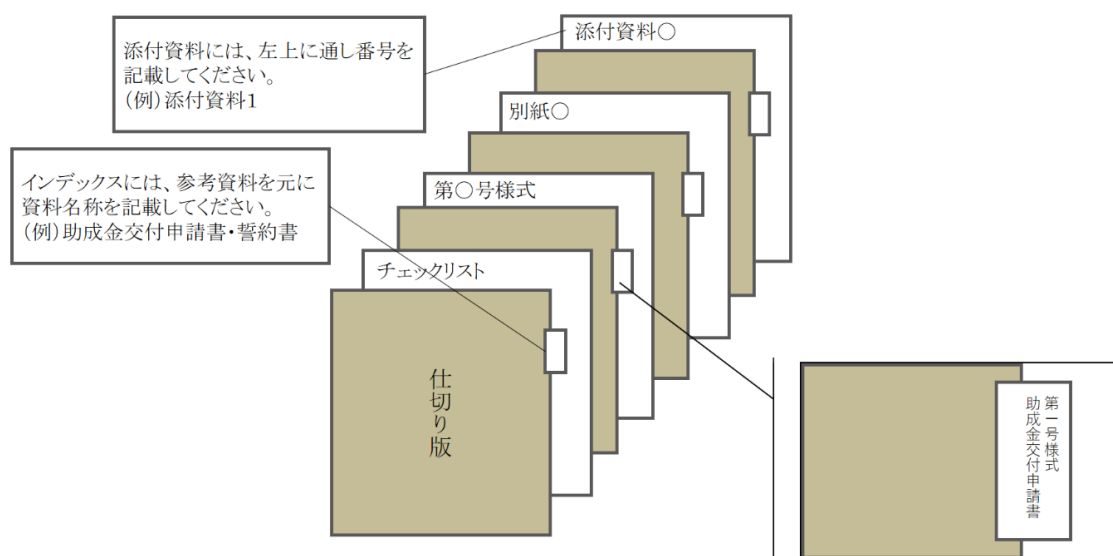 添付資料には、左上に通し番号を
記載してください。
(例)添付資料1
添付資料○
別紙○
インデックスには、参考資料を元に
資料名称を記載してください。
(例)助成金交付申請書・誓約書
第○号様式
チェックリスト
仕切り版
第一号様式
助成金交付申請書